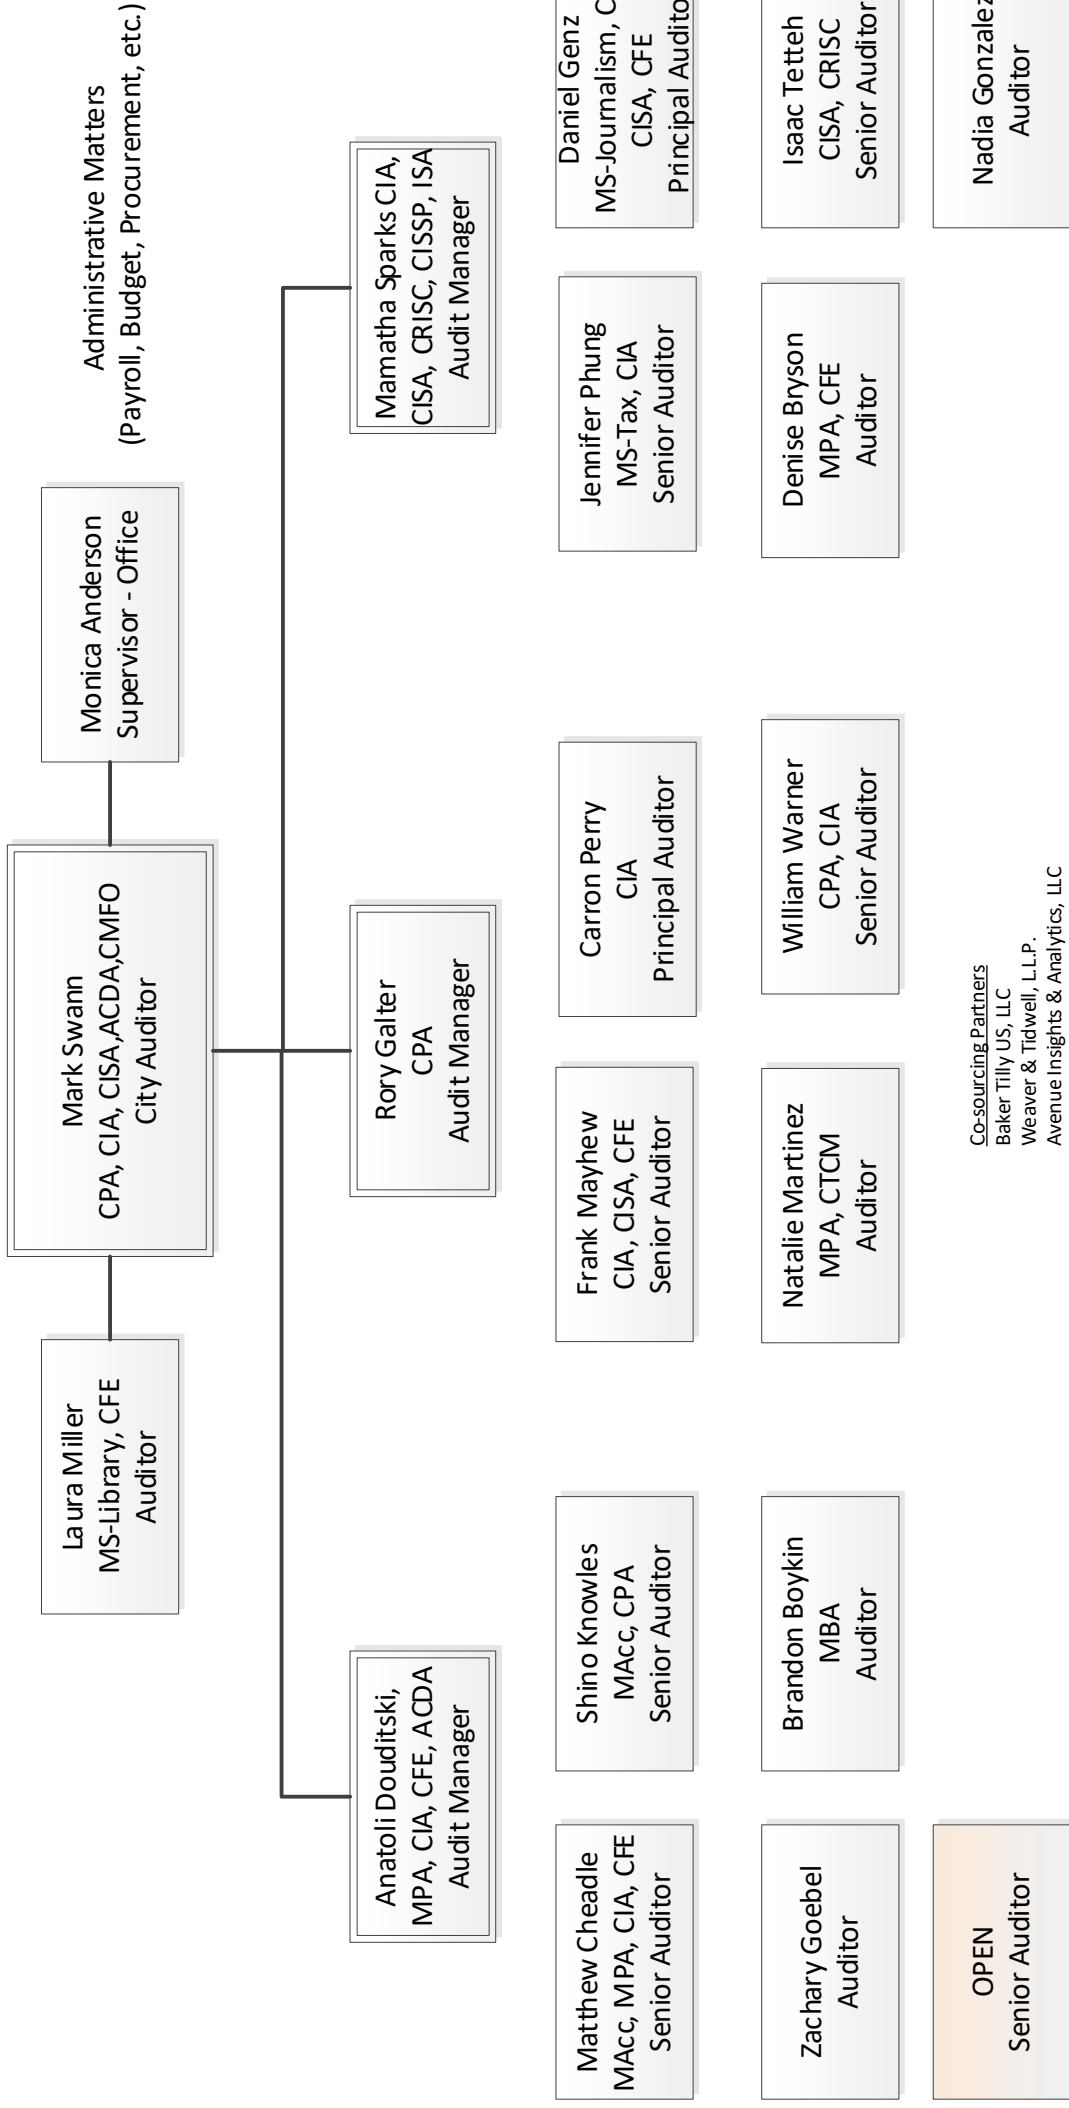 Laura Miller
MS-Library, CFE
Auditor
Mark Swann
CPA, CIA, CISA,ACDA,CMFO
City Auditor
Monica Anderson
Supervisor - Office
Administrative Matters
(Payroll, Budget, Procurement, etc.)
Anatoli Douditski,
MPA, CIA, CFE, ACDA
Audit Manager
Rory Galter
CPA
Audit Manager
Mamatha Sparks CIA,
CISA, CRISC, CISSP, ISA
Audit Manager
Matthew Cheadle
MAcc, MPA, CIA, CFE
Senior Auditor
Shino Knowles
MAcc, CPA
Senior Auditor
Frank Mayhew
CIA, CISA, CFE
Senior Auditor
Carron Perry
CIA
Principal Auditor
Jennifer Phung
MS-Tax, CIA
Senior Auditor
Daniel Genz
MS-Journalism, C
CISA, CFE
Principal Audito
Zachary Goebel
Auditor
Brandon Boykin
MBA
Auditor
Natalie Martinez
MPA, CTCM
Auditor
William Warner
CPA, CIA
Senior Auditor
Denise Bryson
MPA, CFE
Auditor
Isaac Tetteh
CISA, CRISC
Senior Auditor
OPEN
Senior Auditor
Co-sourcing Partners
Baker Tilly US, LLC
Weaver & Tidwell, L.L.P.
Avenue Insights & Analytics, LLC
Nadia Gonzalez
Auditor